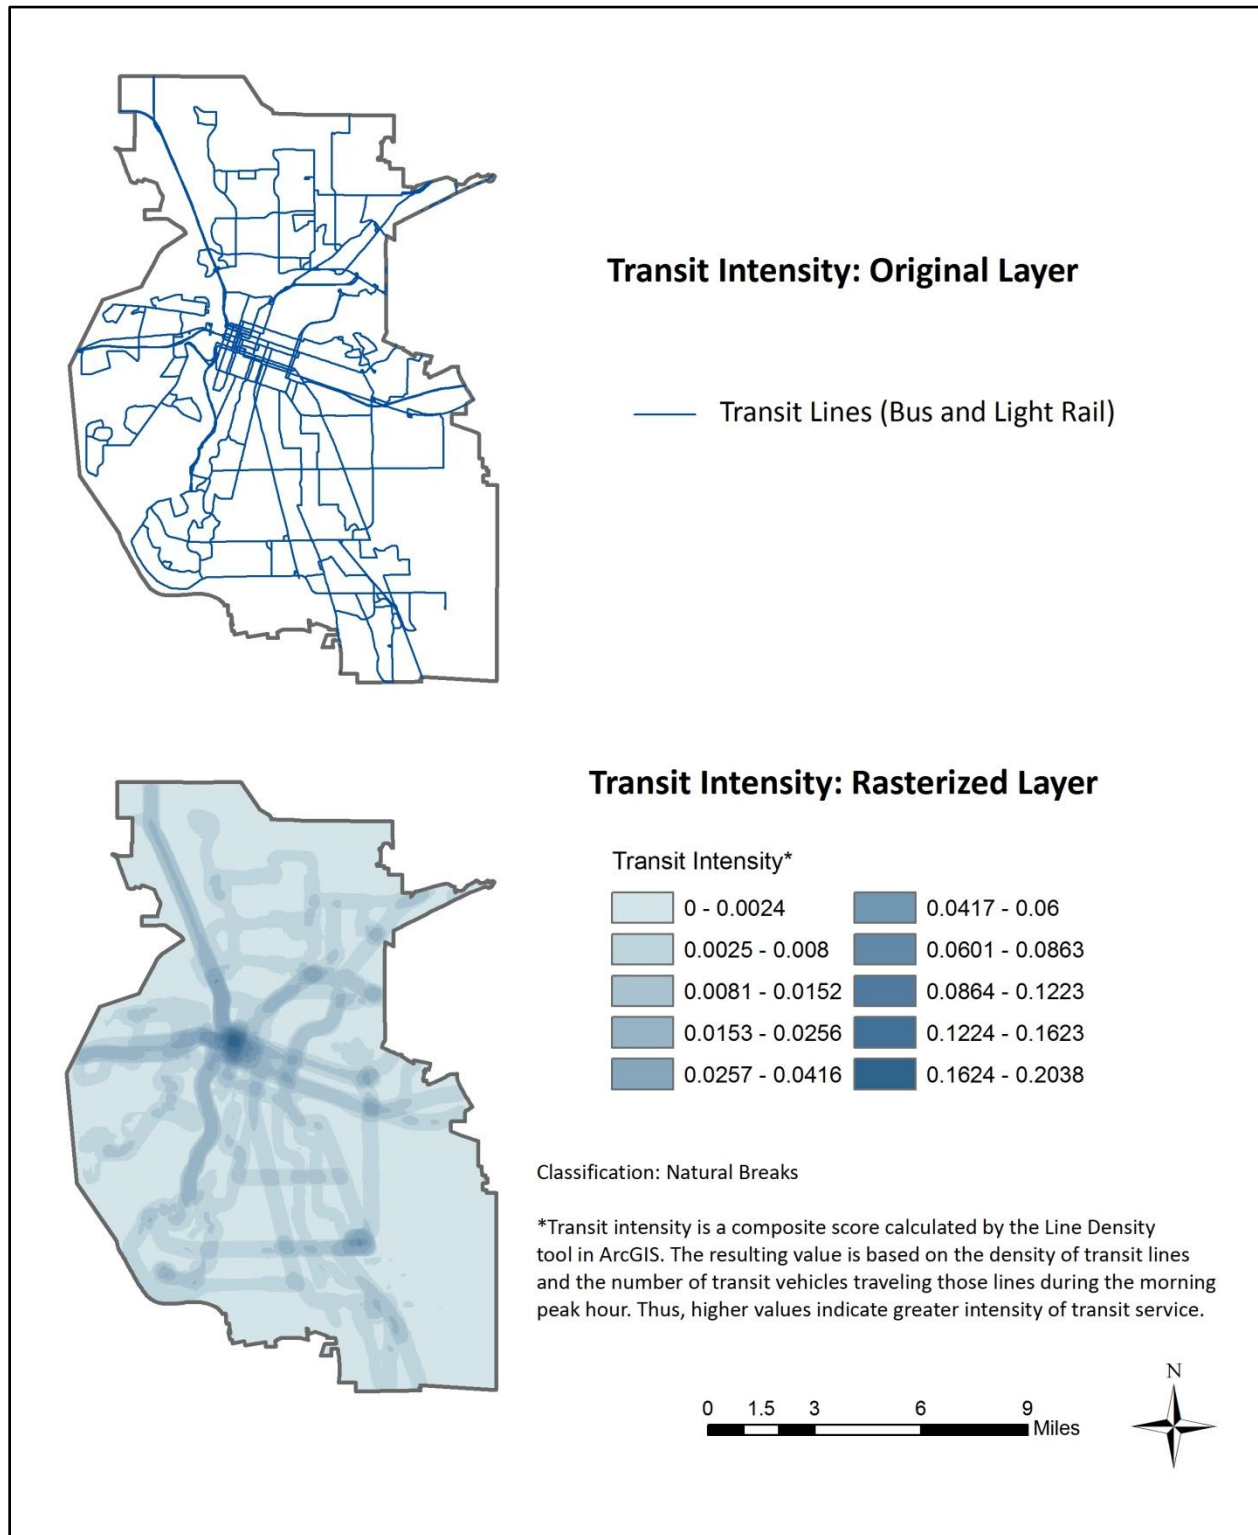 Transit Intensity: Original Layer
Transit Lines (Bus and Light Rail)
Transit Intensity: Rasterized Layer
Transit Intensity*
0 - 0.0024
0.0025 - 0.008
0.0081 - 0.0152
0.0153 - 0.0256
0.0257 - 0.0416
0.0417 - 0.06
0.0601 - 0.0863
0.0864 - 0.1223
0.1224 - 0.1623
0.1624 - 0.2038
Classification: Natural Breaks
*Transit intensity is a composite score calculated by the Line Density
tool in ArcGIS. The resulting value is based on the density of transit lines
and the number of transit vehicles traveling those lines during the morning
peak hour. Thus, higher values indicate greater intensity of transit service.
0 1.5 3 6 9
Miles
N